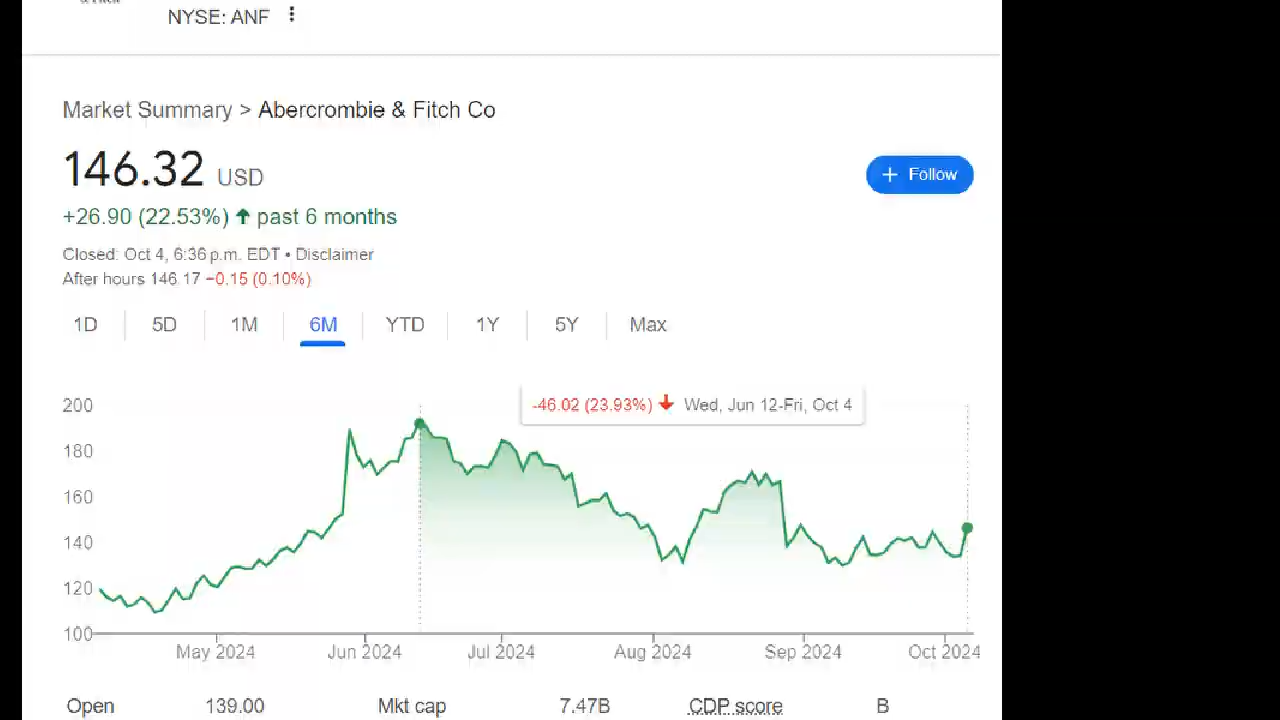 & Fitch
NYSE: ANF
Market Summary > Abercrombie & Fitch Co
146.32 USD
+ Follow
+26.90 (22.53%) ↑ past 6 months
Closed: Oct 4, 6:36 p.m. EDT • Disclaimer
After hours 146.17 −0.15 (0.10%)
1D 5D 1M 6M YTD 1Y 5Y Max
-46.02 (23.93%) ↓ Wed, Jun 12-Fri, Oct 4
200
180
160
140
120
100
May 2024 Jun 2024 Jul 2024 Aug 2024 Sep 2024 Oct 2024
Open 139.00 Mkt cap 7.47B CDP score B